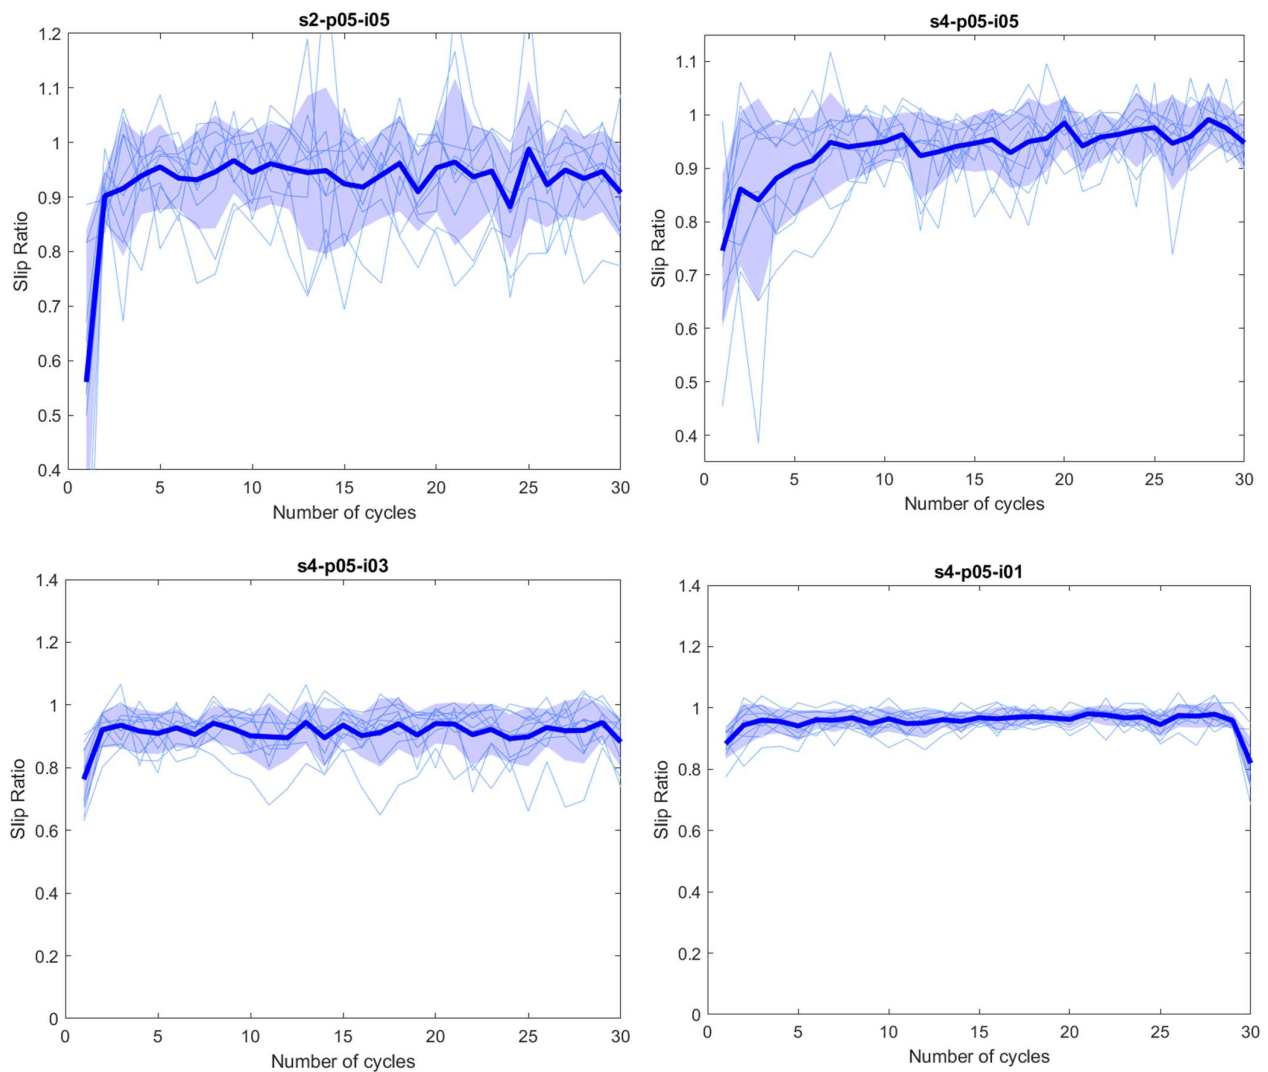 s2-p05-i05
1.2
1.1
1
0.9
0.8
0.7
0.6
0.5
0.4
Slip Ratio
0 5 10 15 20 25 30
Number of cycles
s4-p05-i05
1.1
1
0.9
0.8
0.7
0.6
0.5
0.4
Slip Ratio
0 5 10 15 20 25 30
Number of cycles
s4-p05-i03
1.4
1.2
1
0.8
0.6
0.4
0.2
0
Slip Ratio
0 5 10 15 20 25 30
Number of cycles
s4-p05-i01
1.4
1.2
1
0.8
0.6
0.4
0.2
0
Slip Ratio
0 5 10 15 20 25 30
Number of cycles